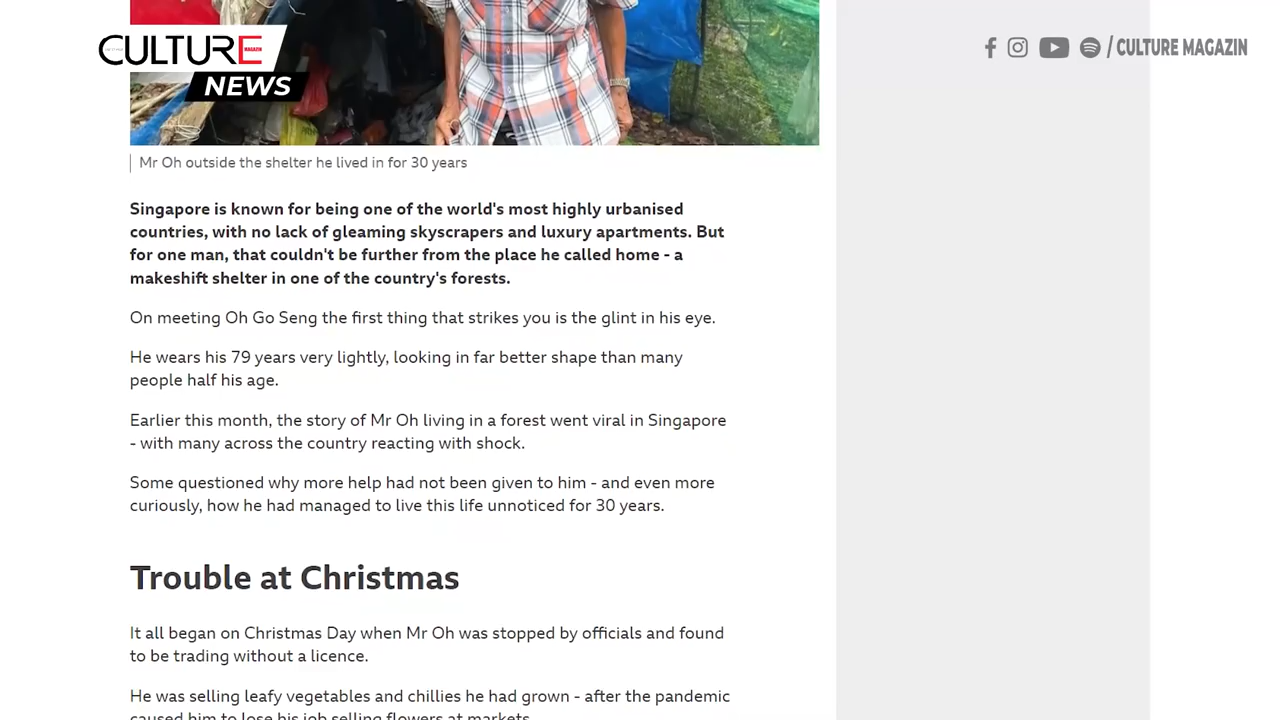 CULTURE
MAGAZIN
NEWS
/ CULTURE MAGAZIN
Mr Oh outside the shelter he lived in for 30 years
Singapore is known for being one of the world's most highly urbanised
countries, with no lack of gleaming skyscrapers and luxury apartments. But
for one man, that couldn't be further from the place he called home - a
makeshift shelter in one of the country's forests.
On meeting Oh Go Seng the first thing that strikes you is the glint in his eye.
He wears his 79 years very lightly, looking in far better shape than many
people half his age.
Earlier this month, the story of Mr Oh living in a forest went viral in Singapore
- with many across the country reacting with shock.
Some questioned why more help had not been given to him - and even more
curiously, how he had managed to live this life unnoticed for 30 years.
Trouble at Christmas
It all began on Christmas Day when Mr Oh was stopped by officials and found
to be trading without a licence.
He was selling leafy vegetables and chillies he had grown - after the pandemic
caused him to lose his job selling flowers at markets.